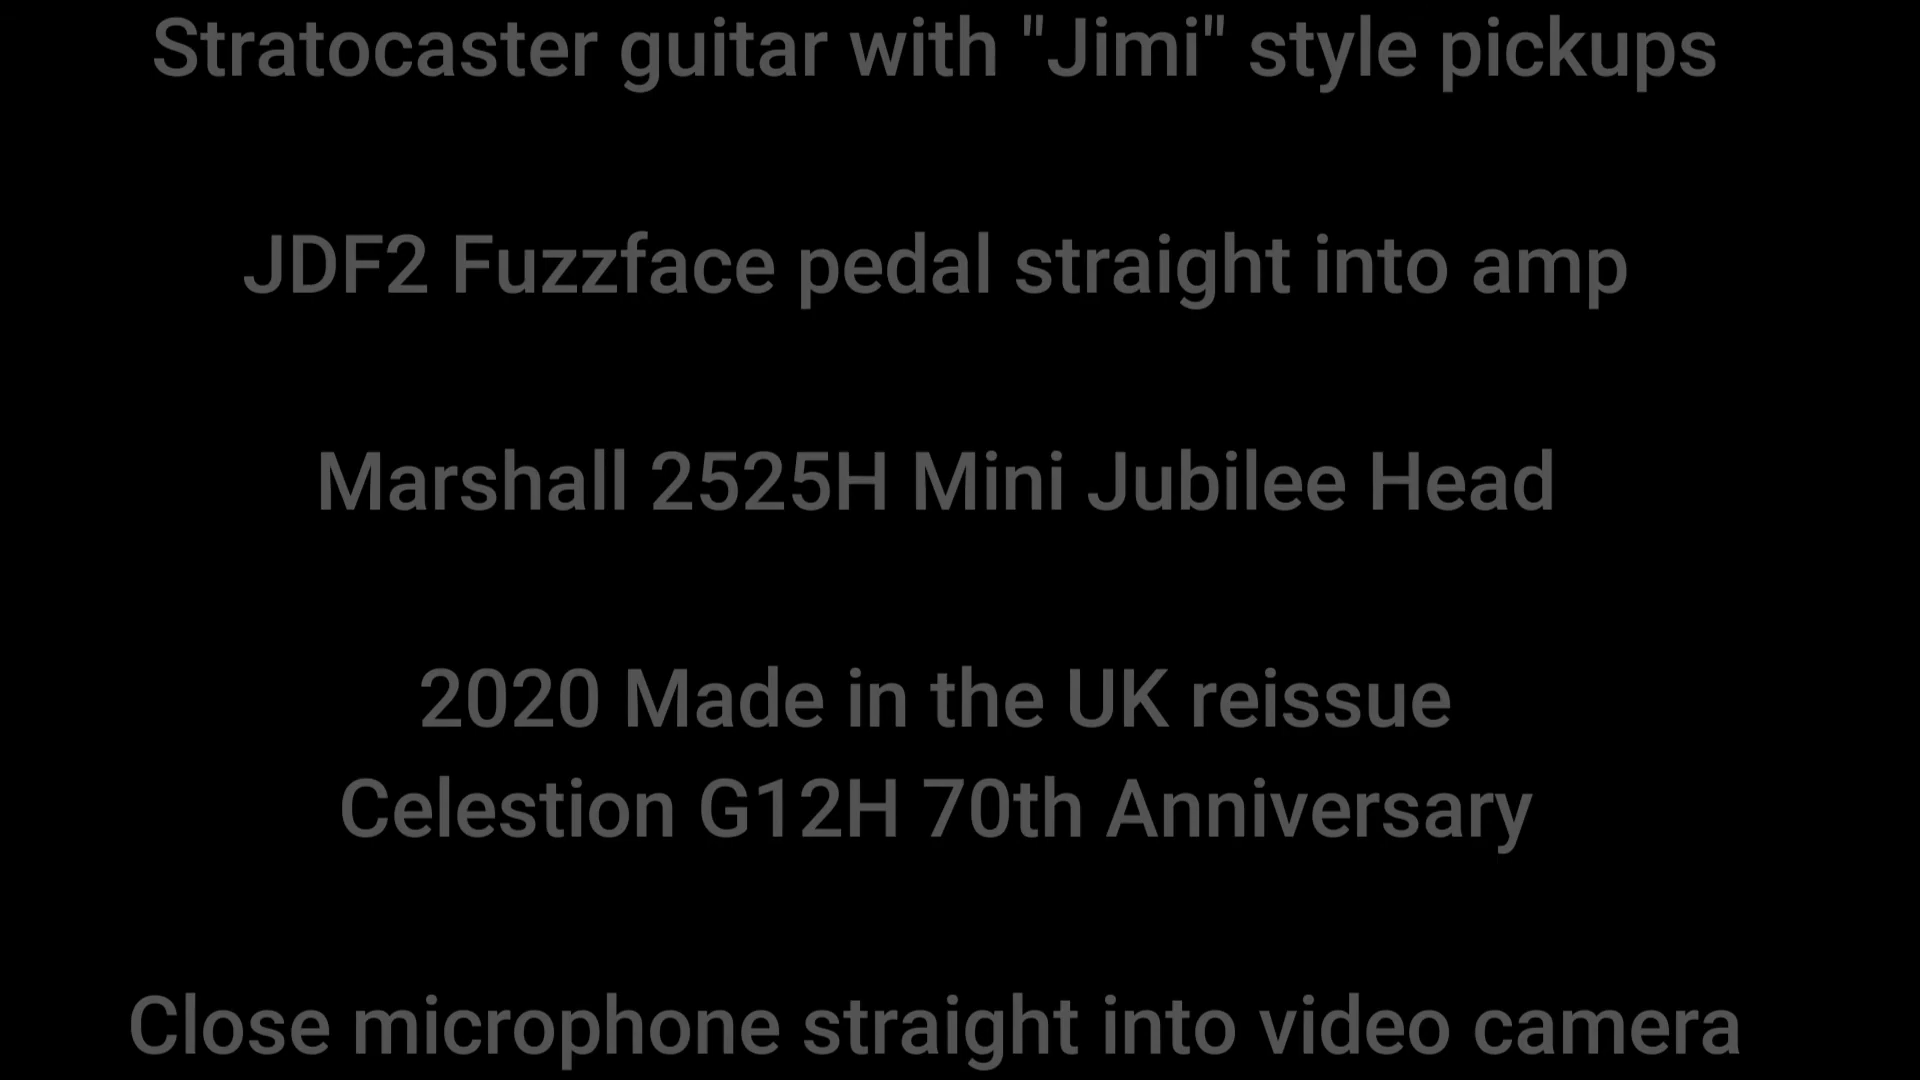 Stratocaster guitar with "Jimi" style pickups
JDF2 Fuzzface pedal straight into amp
Marshall 2525H Mini Jubilee Head
2020 Made in the UK reissue
Celestion G12H 70th Anniversary
Close microphone straight into video camera